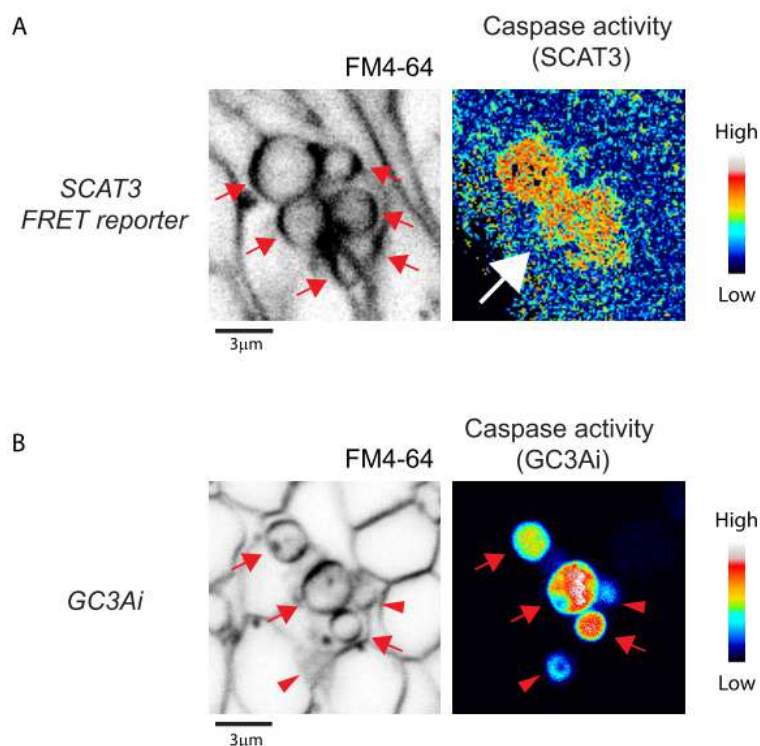 A
FM4-64
Caspase activity
(SCAT3)
SCAT3
FRET reporter
High
Low
3μm
B
FM4-64
Caspase activity
(GC3Ai)
GC3Ai
High
Low
3μm